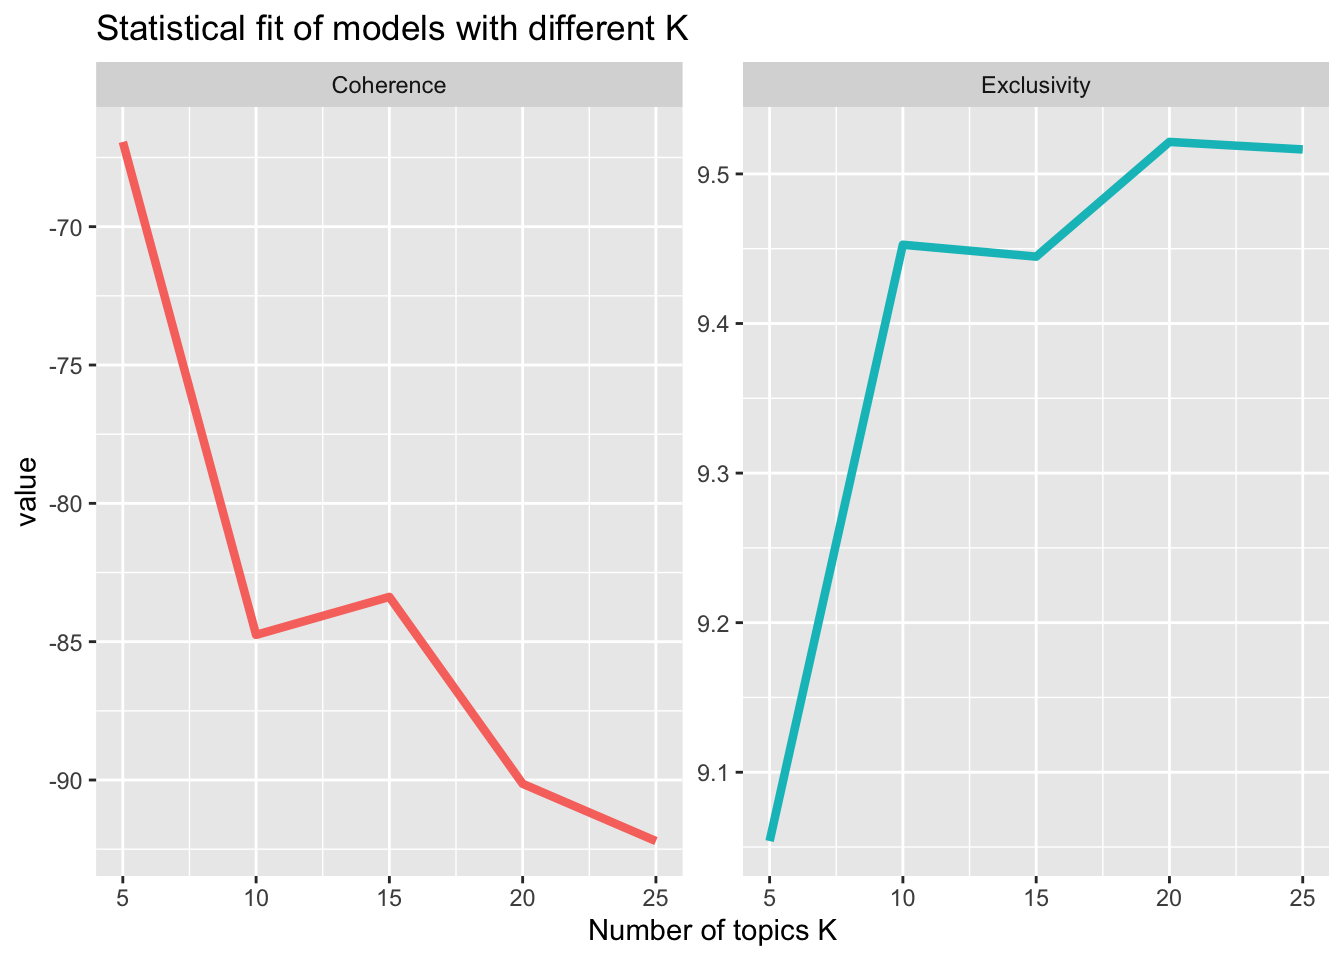 Statistical fit of models with different K
Coherence
Exclusivity
value
-70
-75
-80
-85
-90
9.5
9.4
9.3
9.2
9.1
5 10 15 20 25
5 10 15 20 25
Number of topics K